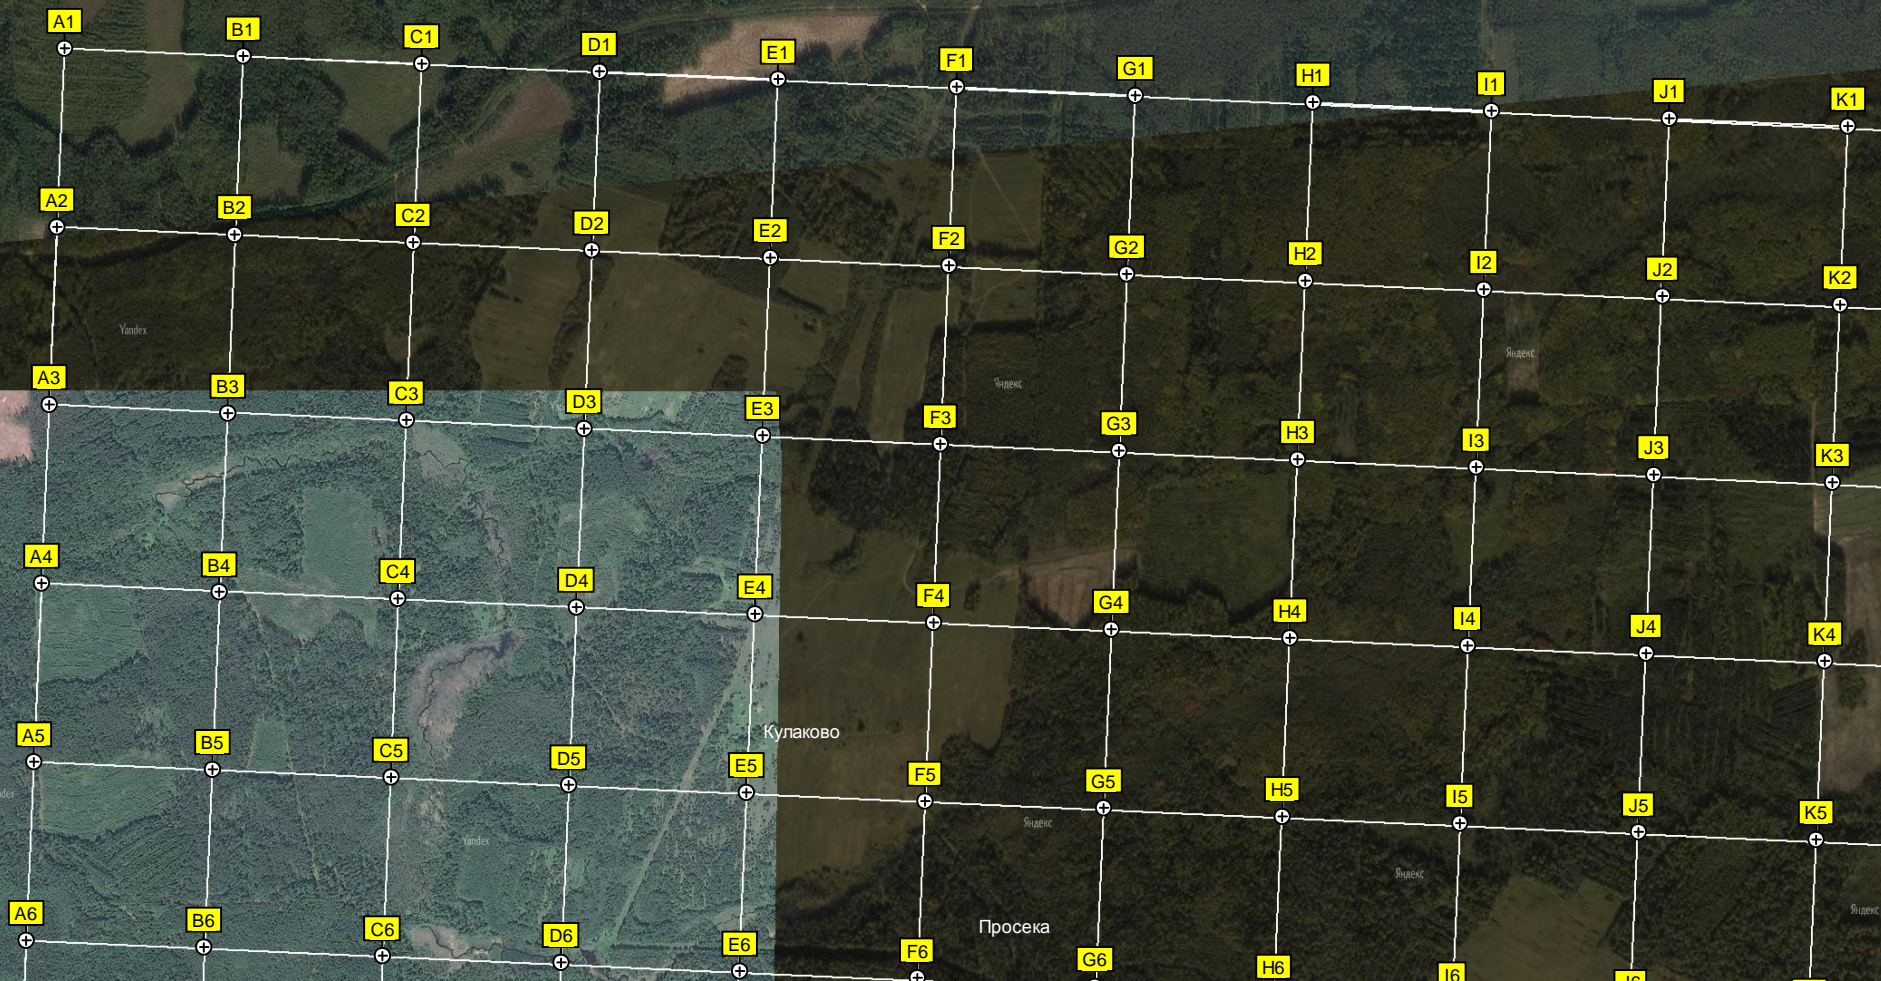 A1 B1 C1 D1 E1 F1 G1 H1 I1 J1 K1
A2 B2 C2 D2 E2 F2 G2 H2 I2 J2 K2
Yandex
Яндекс
Яндекс
A3 B3 C3 D3 E3 F3 G3 H3 I3 J3 K3
A4 B4 C4 D4 E4 F4 G4 H4 I4 J4 K4
Кулаково
A5 B5 C5 D5 E5 F5 G5 H5 I5 J5 K5
Яндекс
Yandex
Яндекс
Яндекс
Просека
A6 B6 C6 D6 E6 F6 G6 H6 I6 J6